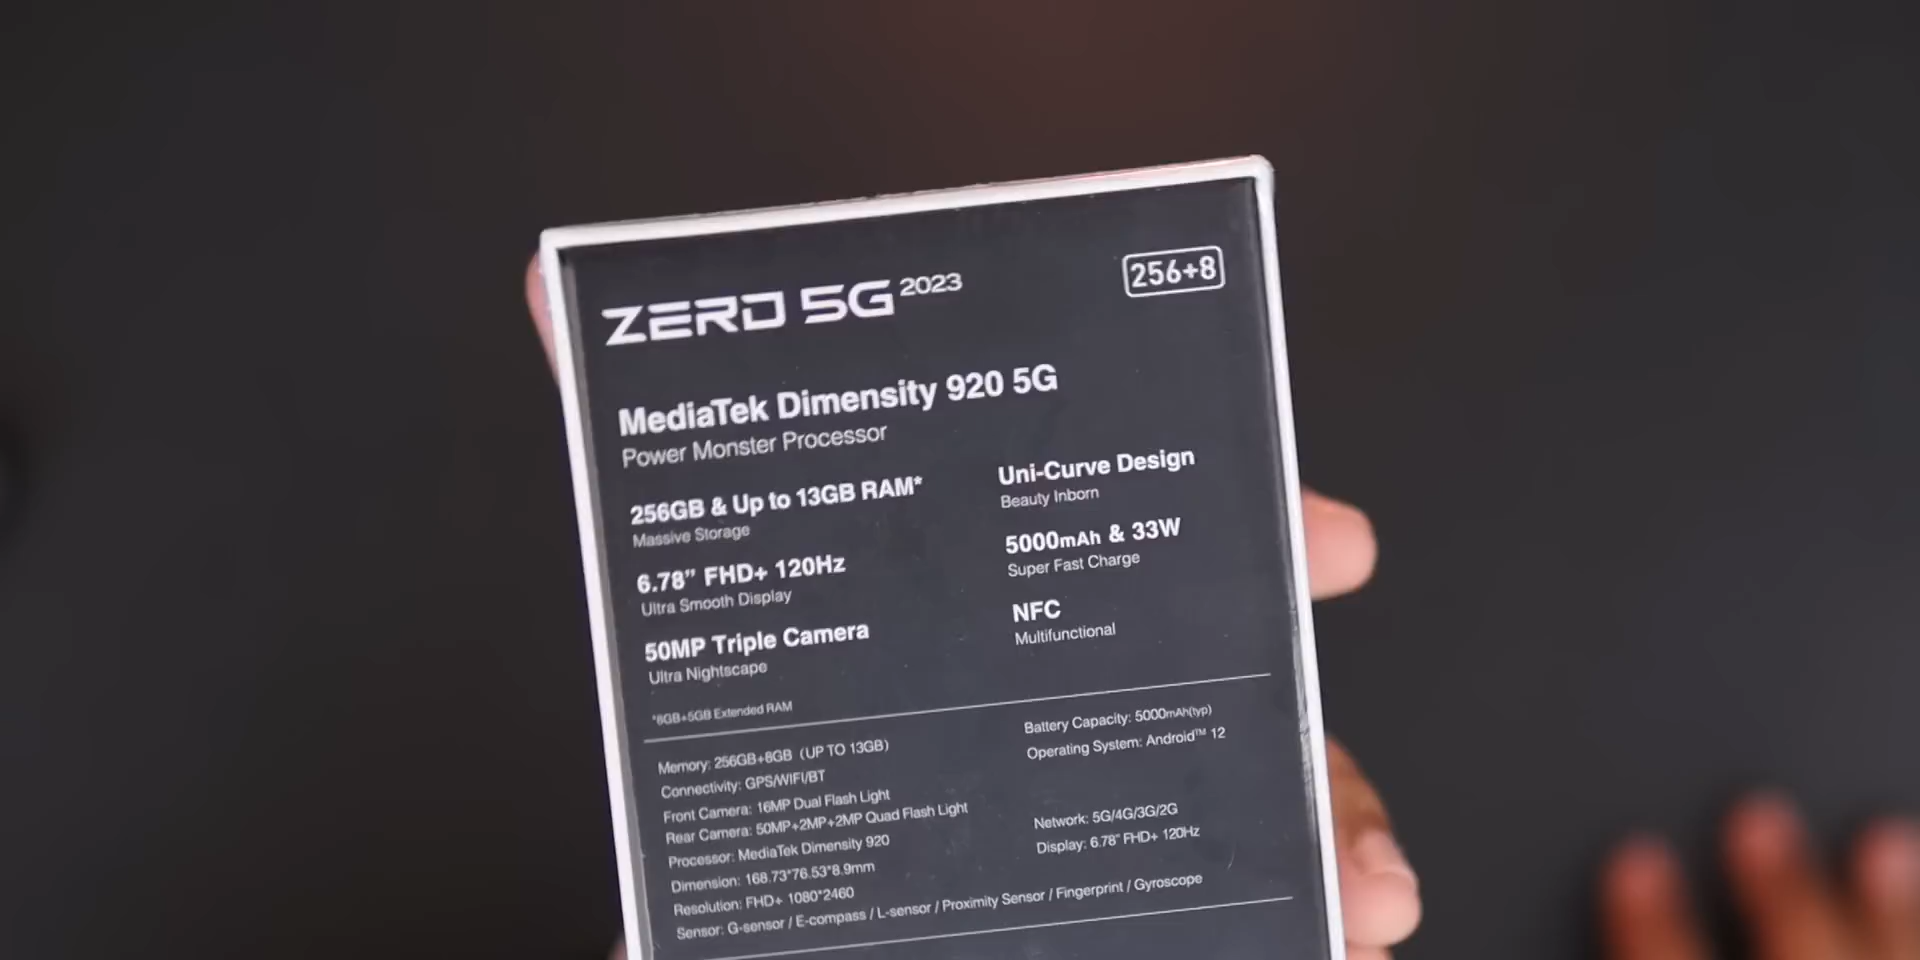 ZERO 5G 2023
256+8
MediaTek Dimensity 920 5G
Power Monster Processor
256GB & Up to 13GB RAM*
Massive Storage
6.78” FHD+ 120Hz
Ultra Smooth Display
50MP Triple Camera
Ultra Nightscape
Uni-Curve Design
Beauty Inborn
5000mAh & 33W
Super Fast Charge
NFC
Multifunctional
*8GB+5GB Extended RAM
Memory: 256GB+8GB (UP TO 13GB)
Connectivity: GPS/WIFI/BT
Front Camera: 16MP Dual Flash Light
Rear Camera: 50MP+2MP+2MP Quad Flash Light
Processor: MediaTek Dimensity 920
Dimension: 168.73*76.53*8.9mm
Resolution: FHD+ 1080*2460
Sensor: G-sensor / E-compass / L-sensor / Proximity Sensor / Fingerprint / Gyroscope
Battery Capacity: 5000mAh(typ)
Operating System: Android™ 12
Network: 5G/4G/3G/2G
Display: 6.78” FHD+ 120Hz